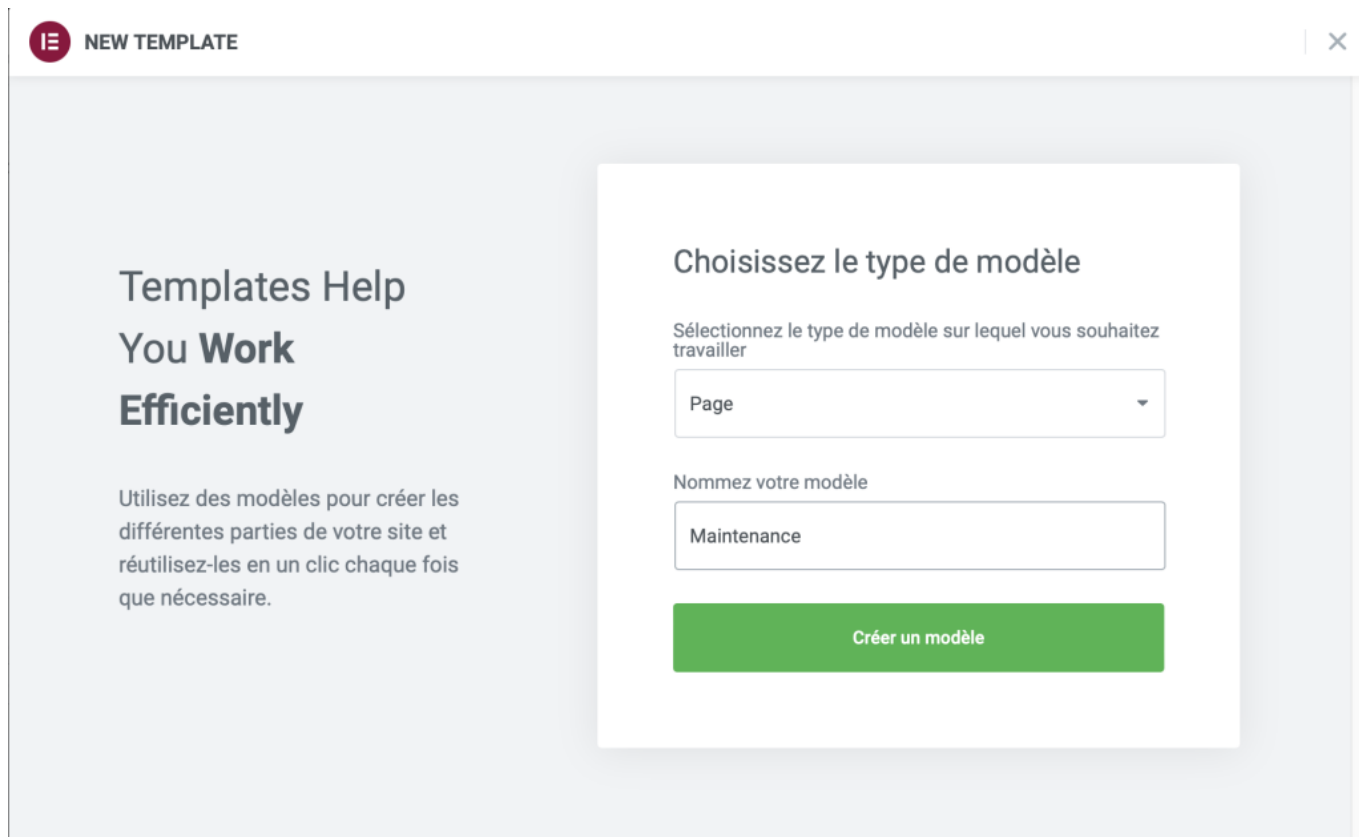 NEW TEMPLATE
Templates Help
You Work
Efficiently
Utilisez des modèles pour créer les
différentes parties de votre site et
réutilisez-les en un clic chaque fois
que nécessaire.
Choisissez le type de modèle
Sélectionnez le type de modèle sur lequel vous souhaitez
travailler
Page
Nommez votre modèle
Maintenance
Créer un modèle